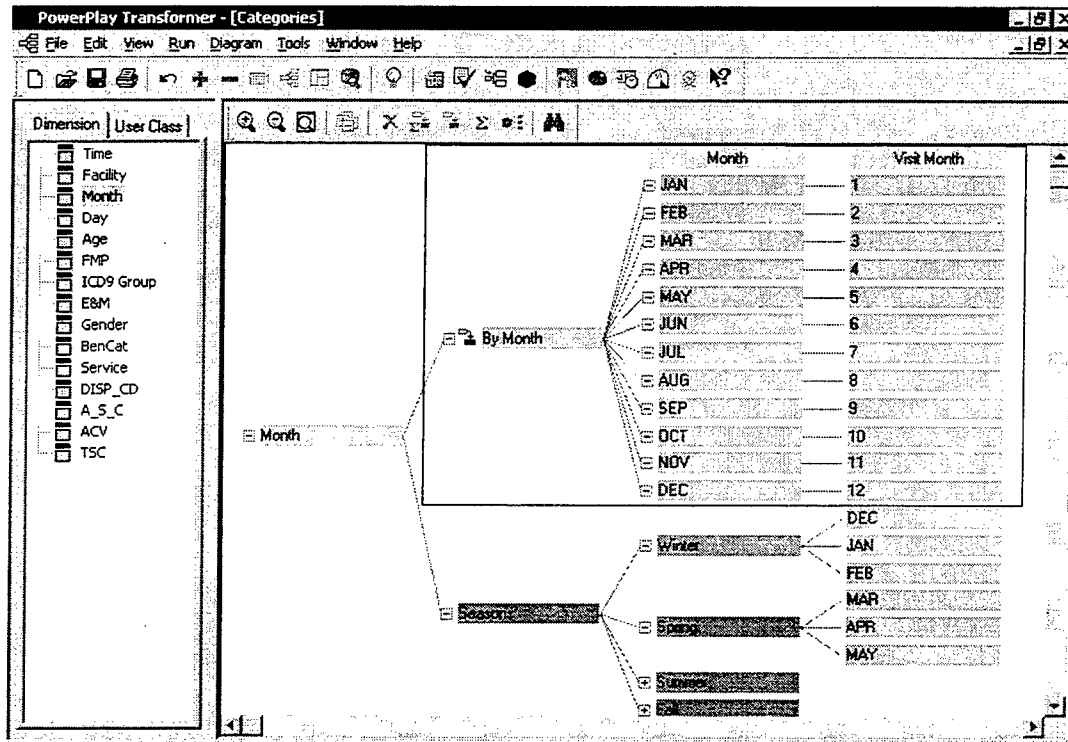 PowerPlay Transformer - [Categories]
File Edit View Run Diagram Tools Window Help
Dimension User Class
Time
Facility
Month
Day
Age
FMP
ICD9 Group
E&M
Gender
BenCat
Service
DISP_CD
A_S_C
ACV
TSC
Month Visit Month
JAN 1
FEB 2
MAR 3
APR 4
MAY 5
JUN 6
JUL 7
AUG 8
SEP 9
OCT 10
NOV 11
DEC 12
By Month
Month
Seasons
Winter
DEC
JAN
FEB
Spring
MAR
APR
MAY
Summer
Fall